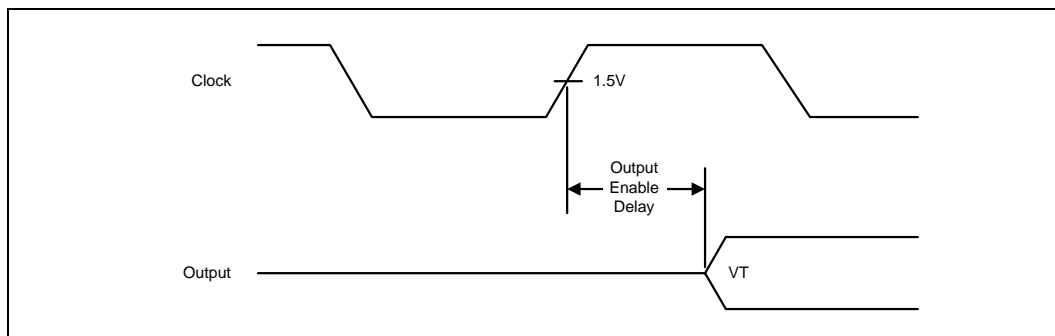 Clock
1.5V
Output
Enable
Delay
Output
VT